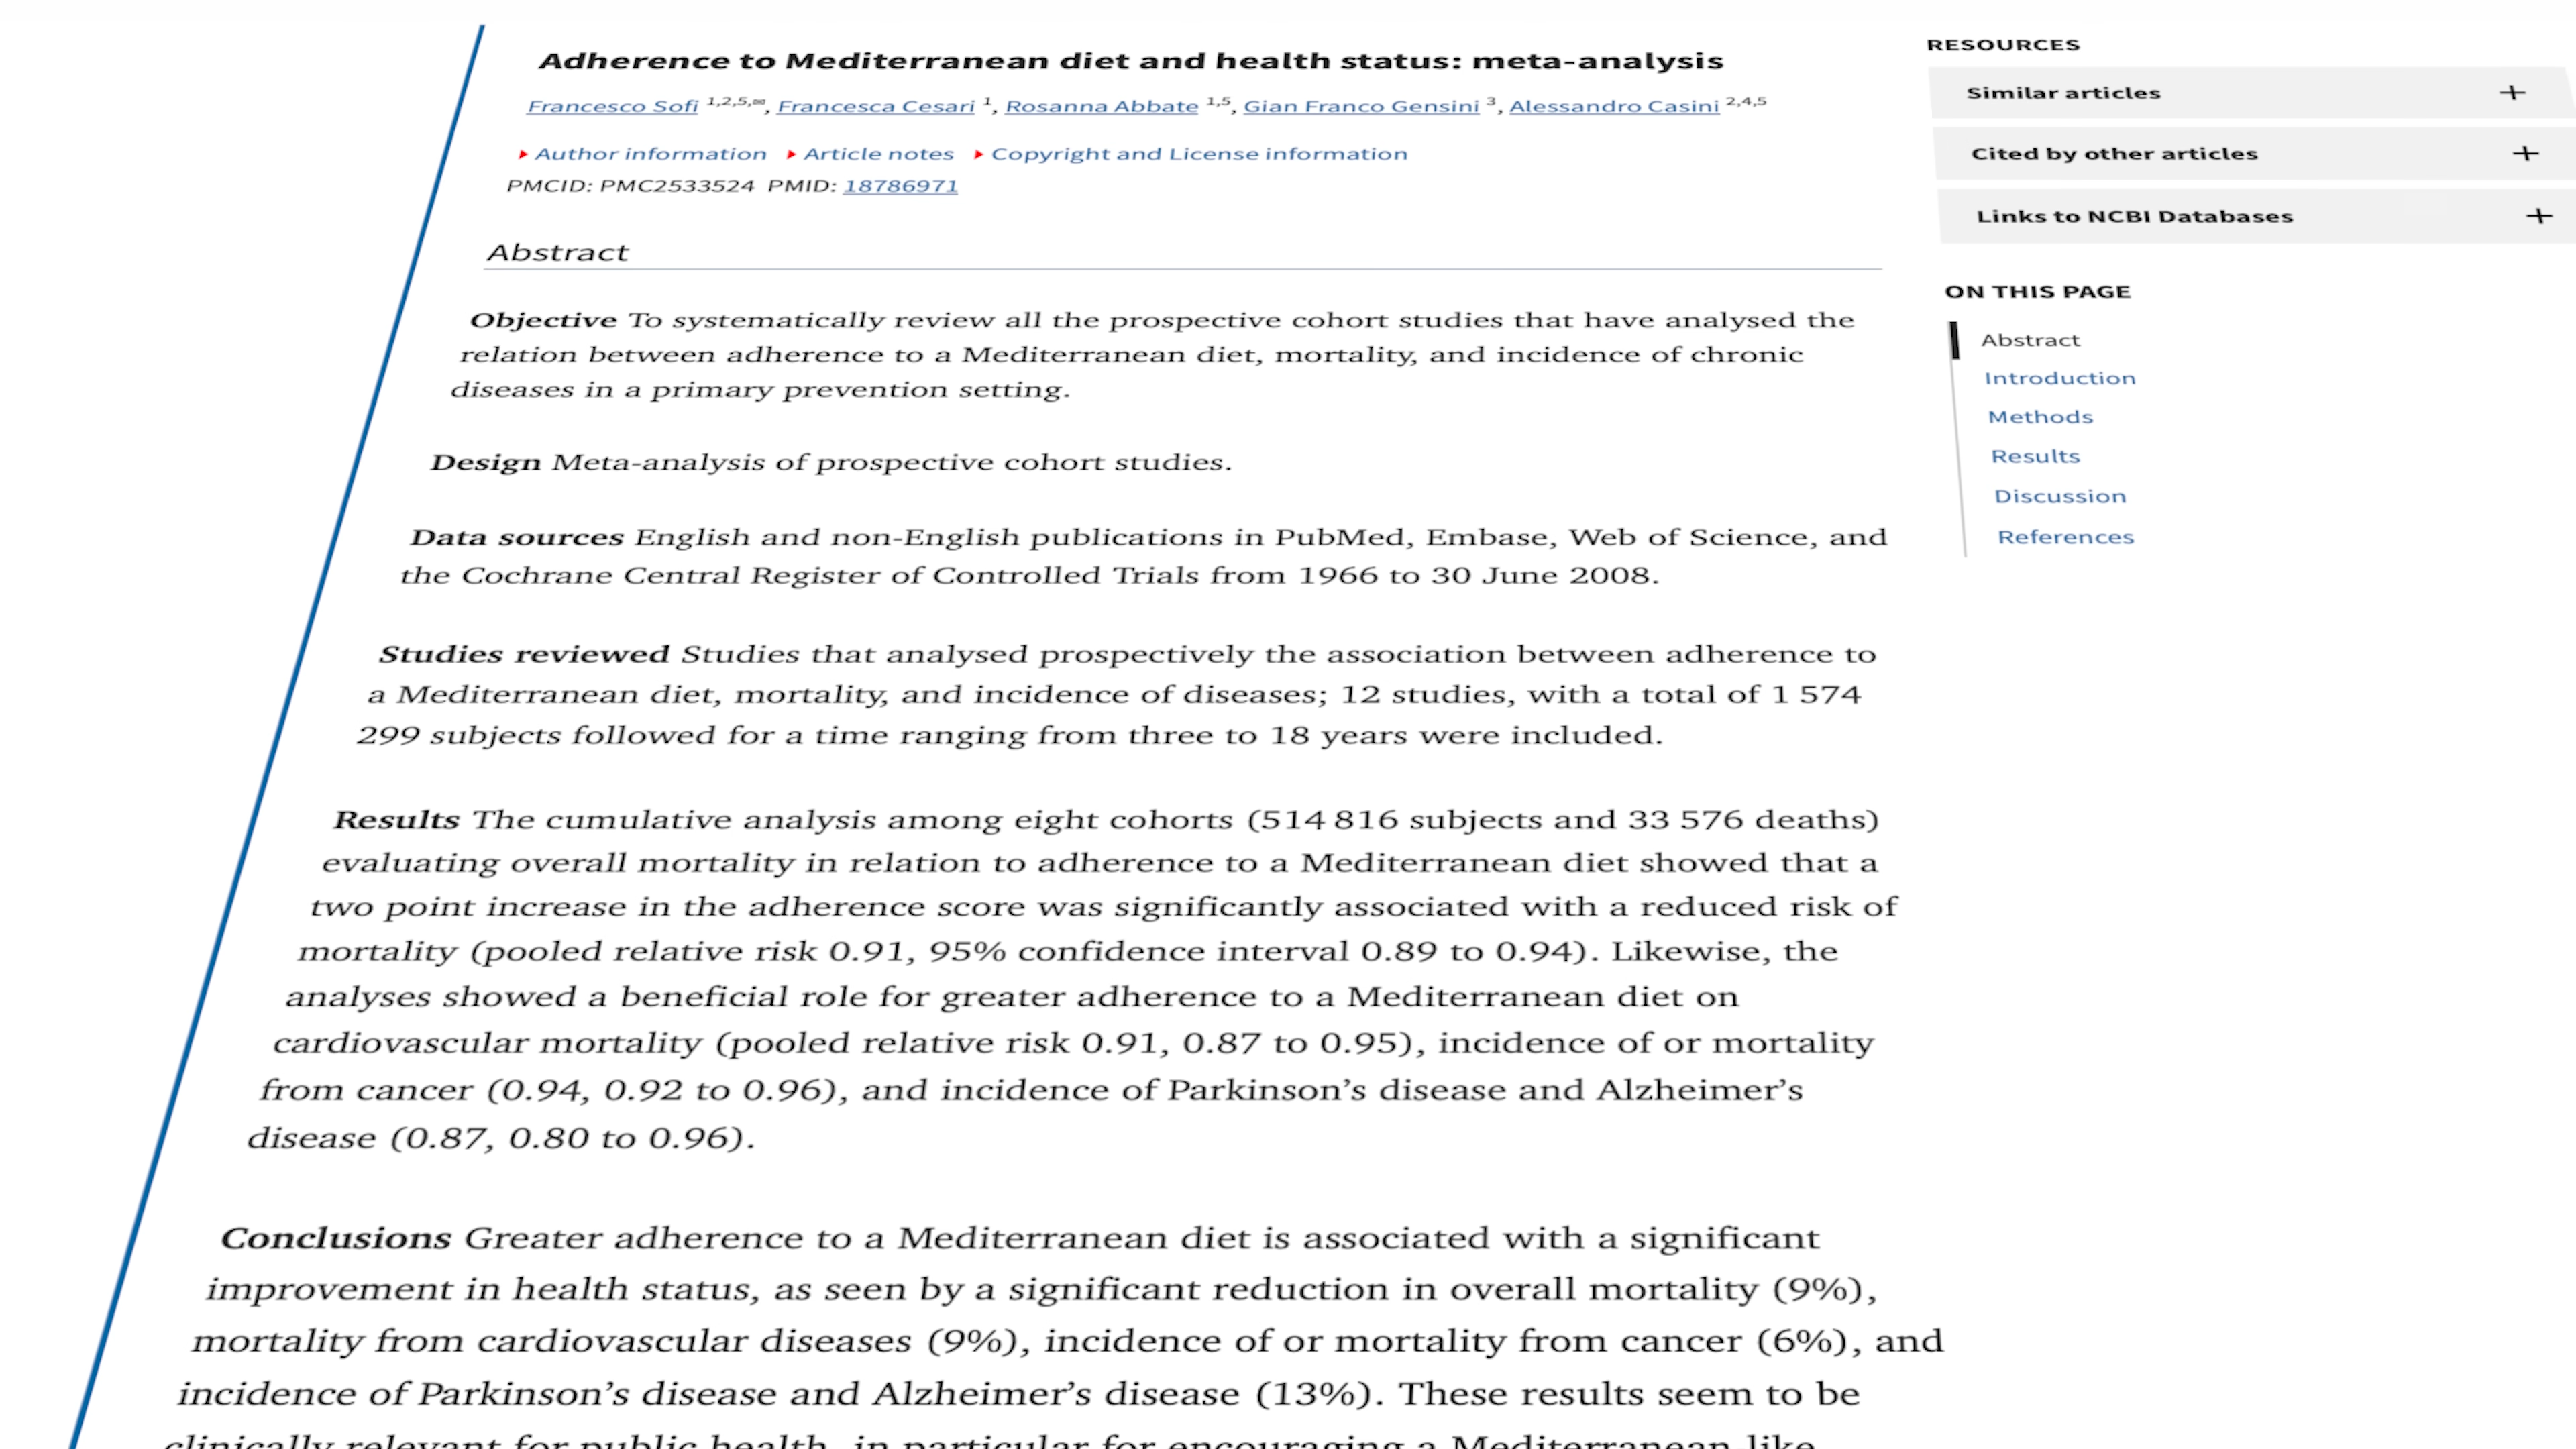 Adherence to Mediterranean diet and health status: meta-analysis
Francesco Sofi 1,2,5,✉, Francesca Cesari 1, Rosanna Abbate 1,5, Gian Franco Gensini 3, Alessandro Casini 2,4,5
Author information Article notes Copyright and License information
PMCID: PMC2533524 PMID: 18786971
Abstract
Objective To systematically review all the prospective cohort studies that have analysed the
relation between adherence to a Mediterranean diet, mortality, and incidence of chronic
diseases in a primary prevention setting.
Design Meta-analysis of prospective cohort studies.
Data sources English and non-English publications in PubMed, Embase, Web of Science, and
the Cochrane Central Register of Controlled Trials from 1966 to 30 June 2008.
Studies reviewed Studies that analysed prospectively the association between adherence to
a Mediterranean diet, mortality, and incidence of diseases; 12 studies, with a total of 1 574
299 subjects followed for a time ranging from three to 18 years were included.
Results The cumulative analysis among eight cohorts (514 816 subjects and 33 576 deaths)
evaluating overall mortality in relation to adherence to a Mediterranean diet showed that a
two point increase in the adherence score was significantly associated with a reduced risk of
mortality (pooled relative risk 0.91, 95% confidence interval 0.89 to 0.94). Likewise, the
analyses showed a beneficial role for greater adherence to a Mediterranean diet on
cardiovascular mortality (pooled relative risk 0.91, 0.87 to 0.95), incidence of or mortality
from cancer (0.94, 0.92 to 0.96), and incidence of Parkinson's disease and Alzheimer's
disease (0.87, 0.80 to 0.96).
Conclusions Greater adherence to a Mediterranean diet is associated with a significant
improvement in health status, as seen by a significant reduction in overall mortality (9%),
mortality from cardiovascular diseases (9%), incidence of or mortality from cancer (6%), and
incidence of Parkinson's disease and Alzheimer's disease (13%). These results seem to be
clinically relevant for public health, in particular for encouraging a Mediterranean-like
RESOURCES
Similar articles +
Cited by other articles +
Links to NCBI Databases +
ON THIS PAGE
Abstract
Introduction
Methods
Results
Discussion
References